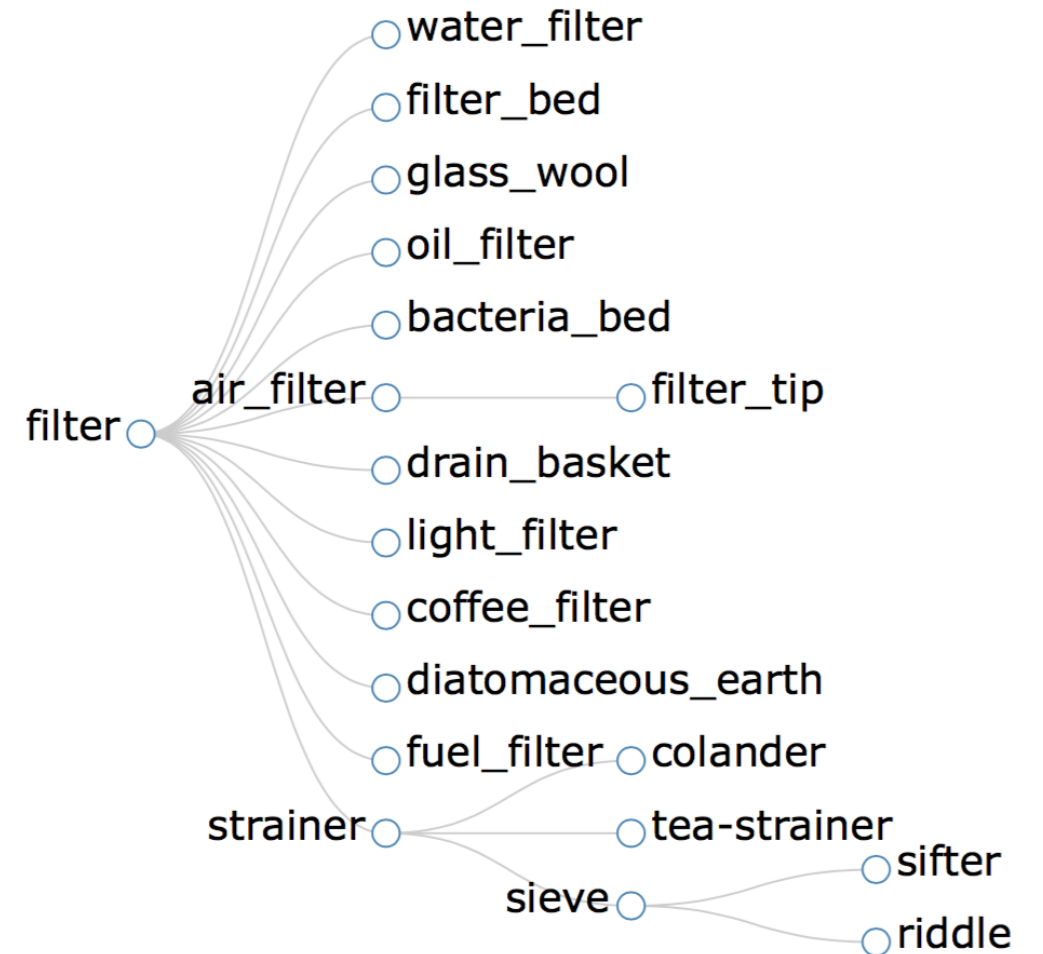 water_filter
filter_bed
glass_wool
oil_filter
bacteria_bed
air_filter filter_tip
filter
drain_basket
light_filter
coffee_filter
diatomaceous_earth
fuel_filter colander
strainer tea-strainer
sifter
sieve
riddle